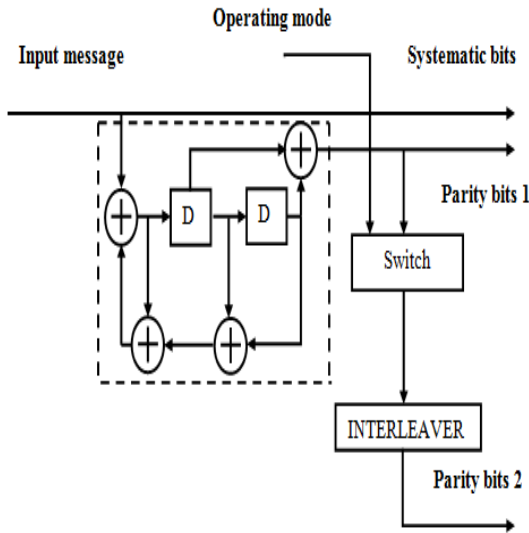 Operating mode
Input message
Systematic bits
Parity bits 1
D
D
Switch
INTERLEAVER
Parity bits 2